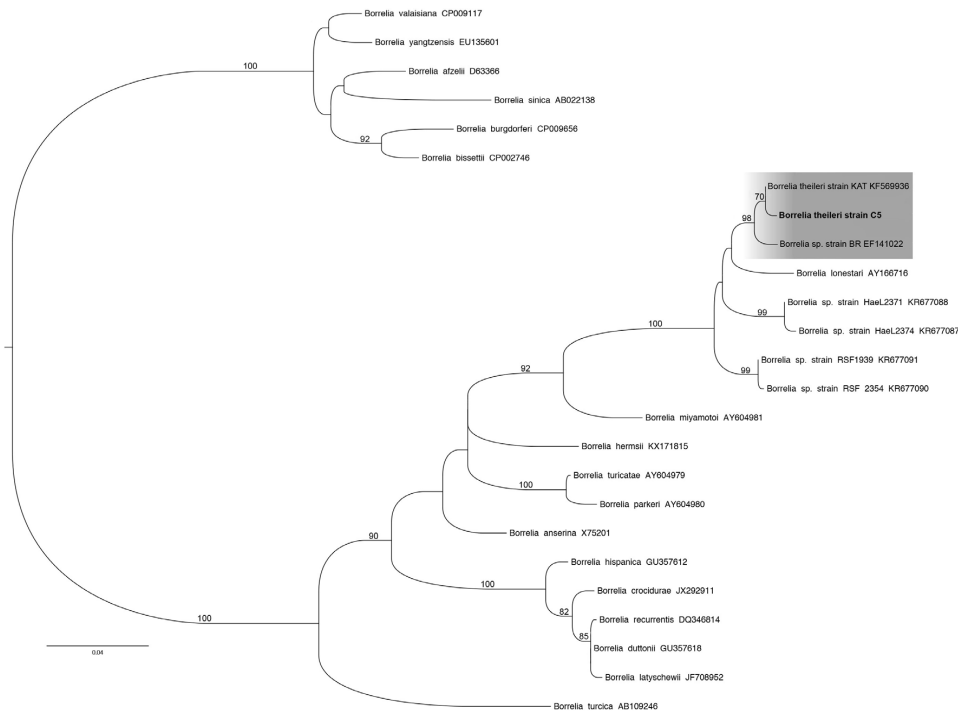 Borrelia valaisiana CP009117
Borrelia yangtzensis EU135601
100
Borrelia afzelii D63366
Borrelia sinica AB022138
Borrelia burgdorferi CP009656
92
Borrelia bissettii CP002746
Borrelia theileri strain KAT KF569936
70
Borrelia theileri strain C5
98
Borrelia sp. strain BR EF141022
Borrelia lonestari AY166716
Borrelia sp. strain HaeL2371 KR677088
99
Borrelia sp. strain HaeL2374 KR677087
100
Borrelia sp. strain RSF1939 KR677091
99
Borrelia sp. strain RSF 2354 KR677090
92
Borrelia miyamotoi AY604981
Borrelia hermsii KX171815
Borrelia turicatae AY604979
100
Borrelia parkeri AY604980
Borrelia anserina X75201
90
Borrelia hispanica GU357612
100
Borrelia crocidurae JX292911
82
Borrelia recurrentis DQ346814
85
Borrelia duttonii GU357618
100
Borrelia latyschewii JF708952
0.04
Borrelia turcica AB109246